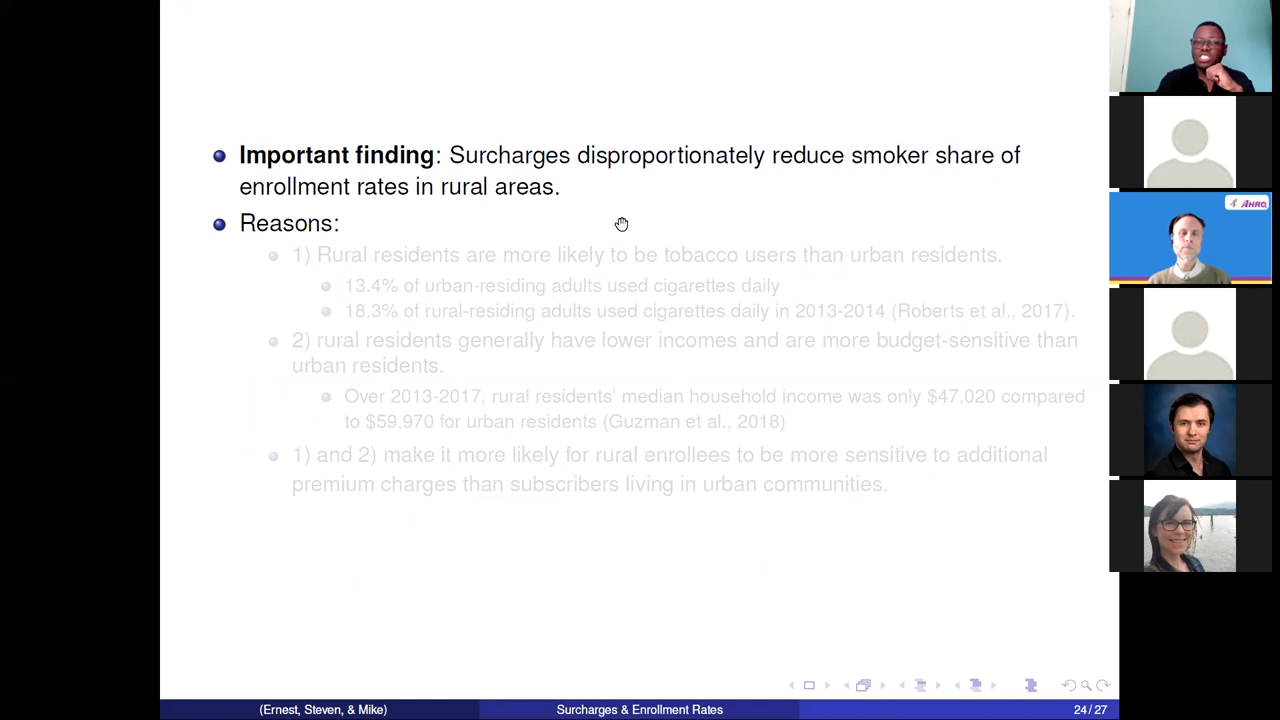 Important finding: Surcharges disproportionately reduce smoker share of
enrollment rates in rural areas.
Reasons:
1) Rural residents are more likely to be tobacco users than urban residents.
13.4% of urban-residing adults used cigarettes daily
18.3% of rural-residing adults used cigarettes daily in 2013-2014 (Roberts et al., 2017).
2) rural residents generally have lower incomes and are more budget-sensitive than
urban residents.
Over 2013-2017, rural residents' median household income was only $47,020 compared
to $59,970 for urban residents (Guzman et al., 2018)
1) and 2) make it more likely for rural enrollees to be more sensitive to additional
premium charges than subscribers living in urban communities.
(Ernest, Steven, & Mike) Surcharges & Enrollment Rates 24 / 27
AHRQ